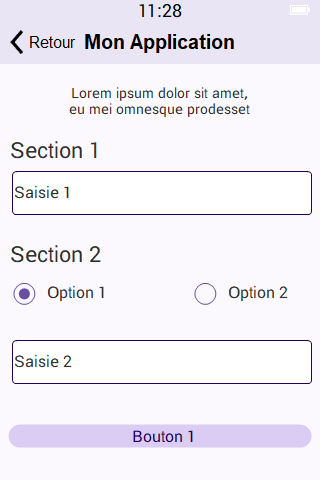 11:28
Retour Mon Application
Lorem ipsum dolor sit amet,
eu mei omnesque prodesset
Section 1
Saisie 1
Section 2
Option 1 Option 2
Saisie 2
Bouton 1